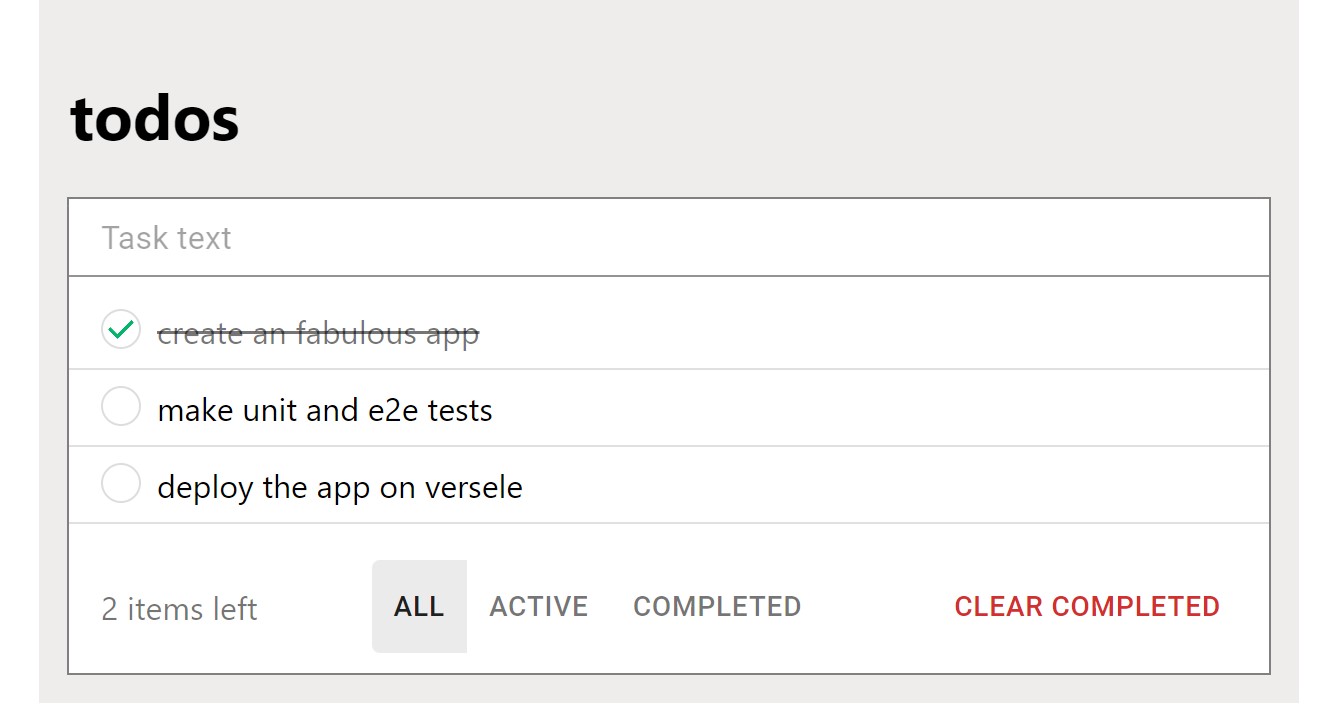 todos
Task text
create an fabulous app
make unit and e2e tests
deploy the app on versele
2 items left ALL ACTIVE COMPLETED CLEAR COMPLETED